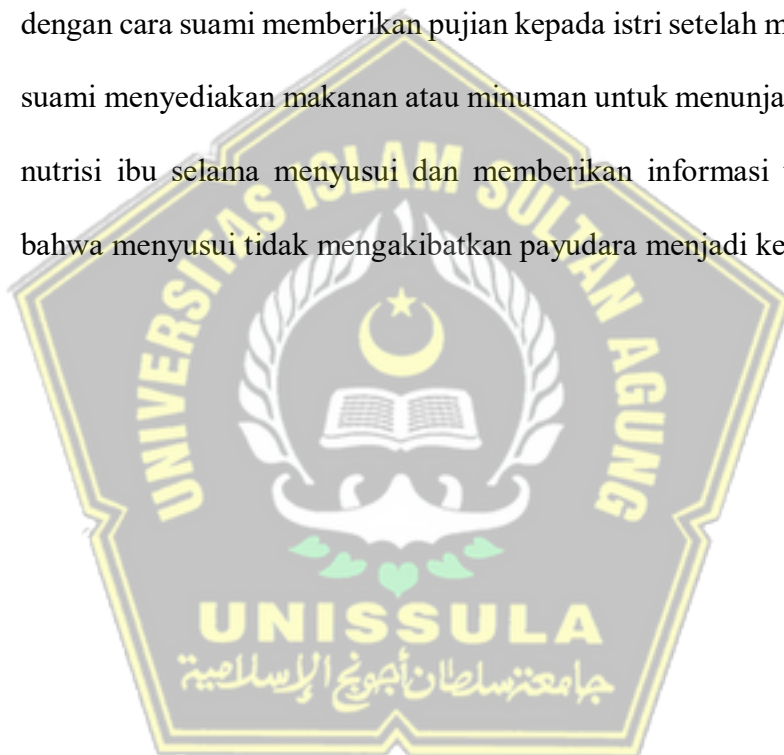 dengan cara suami memberikan pujian kepada istri setelah
suami menyediakan makanan atau minuman untuk
nutrisi ibu selama menyusui dan memberikan informasi
bahwa menyusui tidak mengakibatkan payudara menjadi
UNIVERSITAS ISLAM SULTAN AGUNG
UNISSULA
جامعة سلطان أجونج الإسلامية